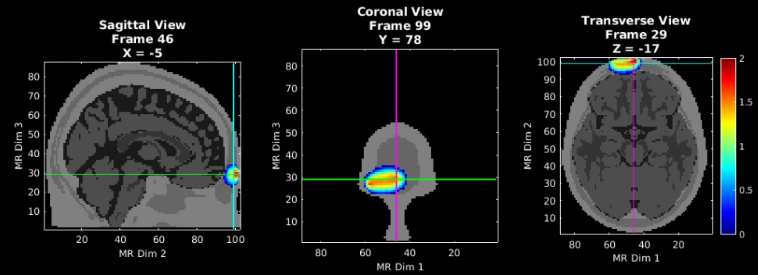 Sagittal View
Frame 46
X = -5
MR Dim 3
80
70
60
50
40
30
20
10
20
40
60
80
100
MR Dim 2
Coronal View
Frame 99
Y = 78
MR Dim 3
80
70
60
50
40
30
20
10
80
60
40
20
MR Dim 1
Transverse View
Frame 29
Z = -17
MR Dim 2
100
90
80
70
60
50
40
30
20
10
80
60
40
20
MR Dim 1
2
1.5
1
0.5
0